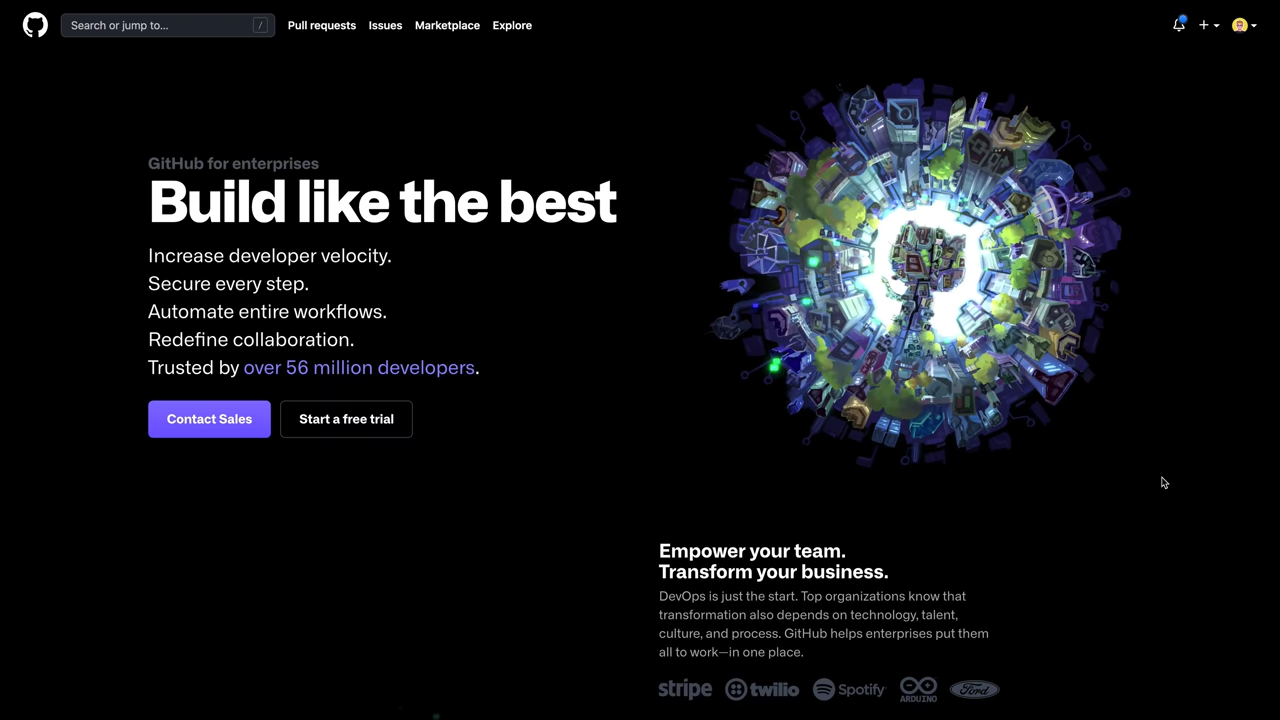 Search or jump to...
/
Pull requests
Issues
Marketplace
Explore
GitHub for enterprises
Build like the best
Increase developer velocity.
Secure every step.
Automate entire workflows.
Redefine collaboration.
Trusted by over 56 million developers.
Contact Sales
Start a free trial
Empower your team.
Transform your business.
DevOps is just the start. Top organizations know that
transformation also depends on technology, talent,
culture, and process. GitHub helps enterprises put them
all to work—in one place.
stripe
twilio
Spotify
ARDUINO
Ford